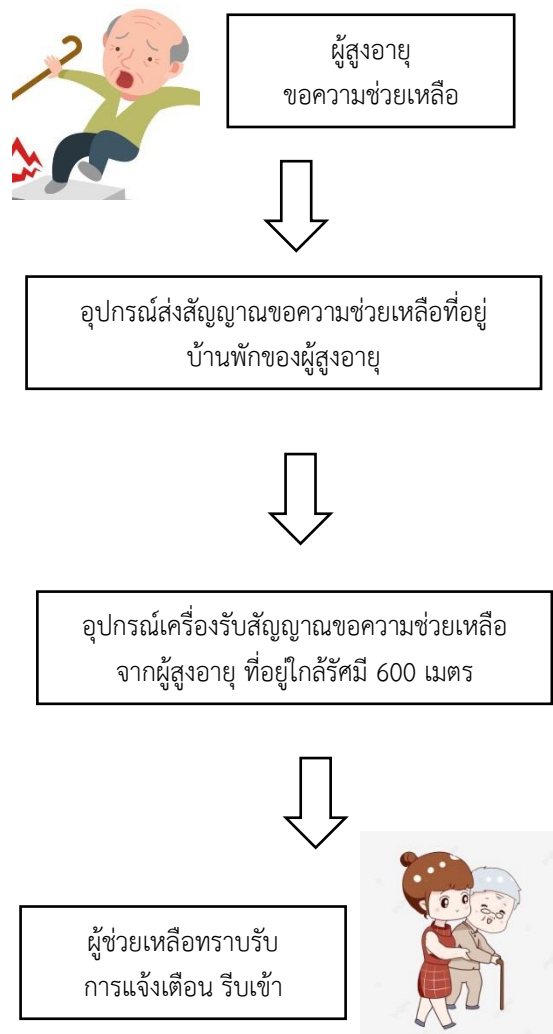 ผู้สูงอายุ
ขอความช่วยเหลือ
อุปกรณ์ส่งสัญญาณขอความช่วยเหลือที่อยู่
บ้านพักของผู้สูงอายุ
อุปกรณ์เครื่องรับสัญญาณขอความช่วยเหลือ
จากผู้สูงอายุ ที่อยู่ใกล้รัศมี 600 เมตร
ผู้ช่วยเหลือทราบรับ
การแจ้งเตือน รีบเข้า